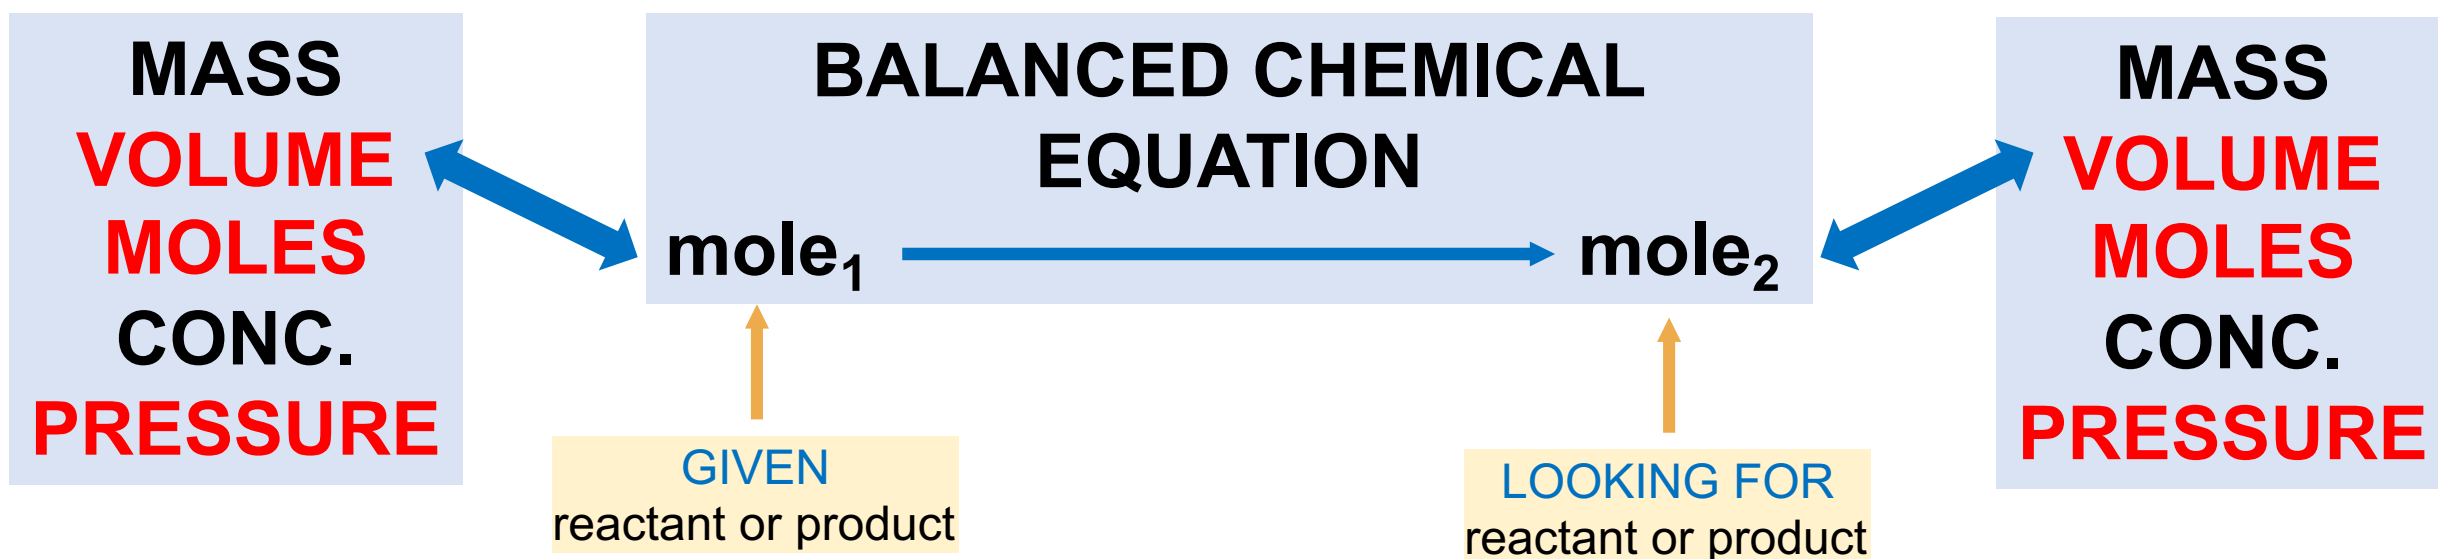 MASS
VOLUME
MOLES
CONC.
PRESSURE
BALANCED CHEMICAL
EQUATION
mole₁
mole₂
GIVEN
reactant or product
LOOKING FOR
reactant or product
MASS
VOLUME
MOLES
CONC.
PRESSURE